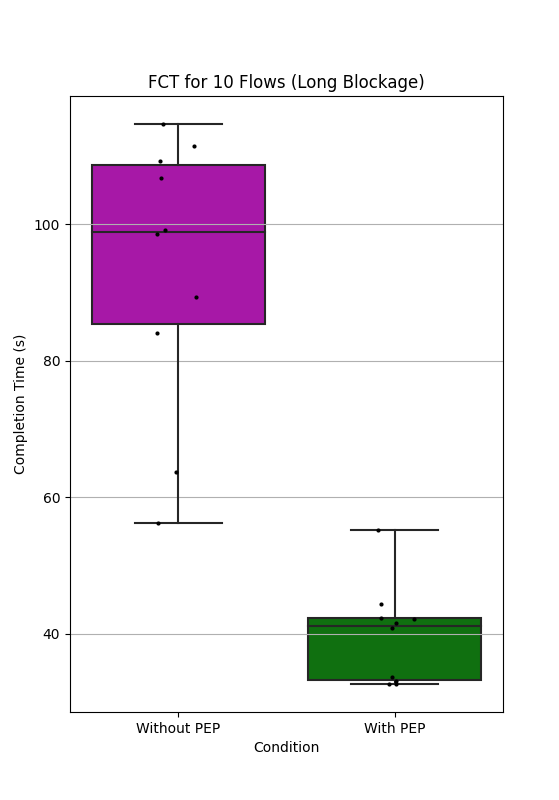 FCT for 10 Flows (Long Blockage)
100
80
60
40
Completion Time (s)
Without PEP
With PEP
Condition